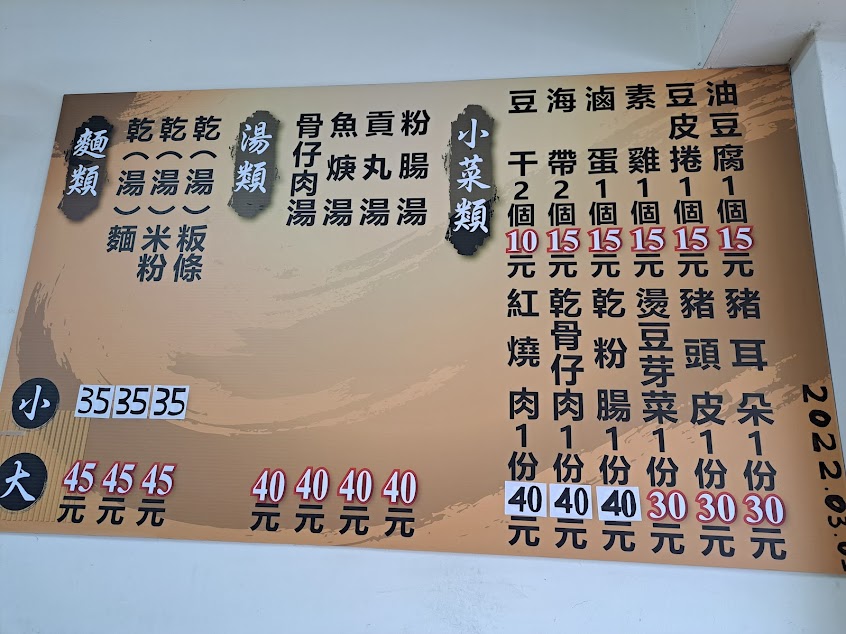 麵類
乾(湯)麵
乾(湯)米粉
乾(湯)粄條
小
35
35
35
大
45元
45元
45元
湯類
骨仔肉湯
魚焿湯
貢丸湯
粉腸湯
40元
40元
40元
40元
小菜類
豆干2個10元
海帶2個15元
滷蛋1個15元
素雞1個15元
豆皮捲1個15元
油豆腐1個15元
紅燒肉1份40元
乾骨仔肉1份40元
乾粉腸1份40元
燙豆芽菜1份30元
豬頭皮1份30元
豬耳朵1份30元
2022.03.0